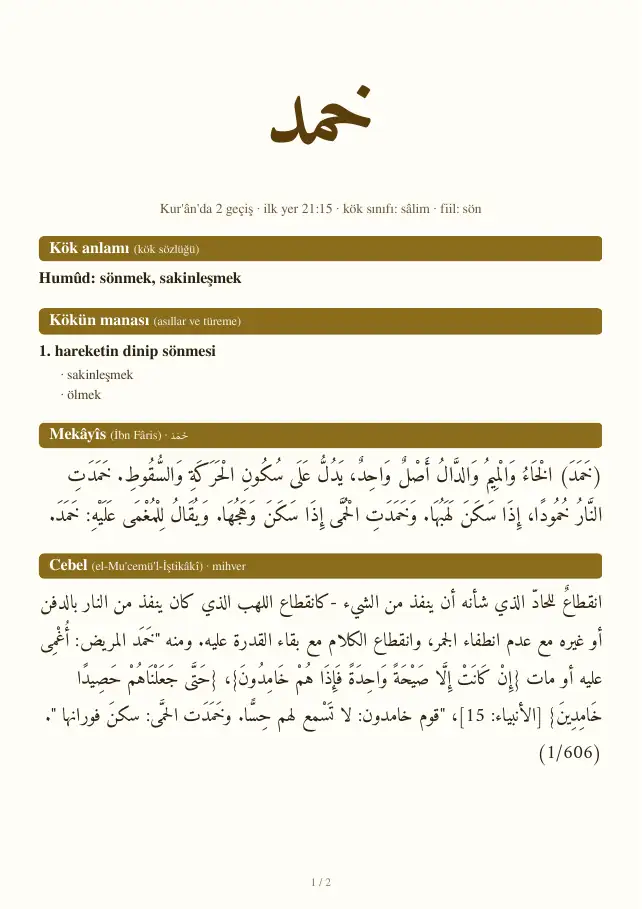 خمد
Kur'ân'da 2 geçiş · ilk yer 21:15 · kök sınıfı: sâlim · fiil: sön
Kök anlamı (kök sözlüğü)
Humûd: sönmek, sakinleşmek
Kökün manası (asıllar ve türeme)
1. hareketin dinip sönmesi
· sakinleşmek
· ölmek
Mekâyîs (İbn Fâris) · خَمَدَ
(خَمَدَ) الْخَاءُ وَالْمِيمُ وَالدَّالُ أَصْلٌ وَاحِدٌ، يَدُلُّ عَلَى سُكُونِ الْحَرَكَةِ وَالسُّقُوطِ. خَمَدَتِ
النَّارُ خُمُودًا، إِذَا سَكَنَ لَهَبُهَا. وَخَمَدَتِ الْحُمَّى إِذَا سَكَنَ وَهَجُهَا. وَيُقَالُ لِلْمُغْمَى عَلَيْهِ: خَمَدَ.
Cebel (el-Mu'cemü'l-İştikâkî) · mihver
انقطاعٌ للحادّ الذي شأنه أن ينفذ من الشيء -كانقطاع اللهب الذي كان ينفذ من النار بالدفن
أو غيره مع عدم انطفاء الجمر، وانقطاع الكلام مع بقاء القدرة عليه. ومنه "خَمَد المريض: أُغْمِى
عليه أو مات {إِنْ كَانَتْ إِلَّا صَيْحَةً وَاحِدَةً فَإِذَا هُمْ خَامِدُونَ}، {حَتَّى جَعَلْنَاهُمْ حَصِيدًا
خَامِدِينَ} [الأنبياء: 15]، "قوم خامدون: لا تَسْمع لهم حِسًّا. وخَمَدَت الحمَّى: سكنَ فورانها ".
(1/606)
1 / 2